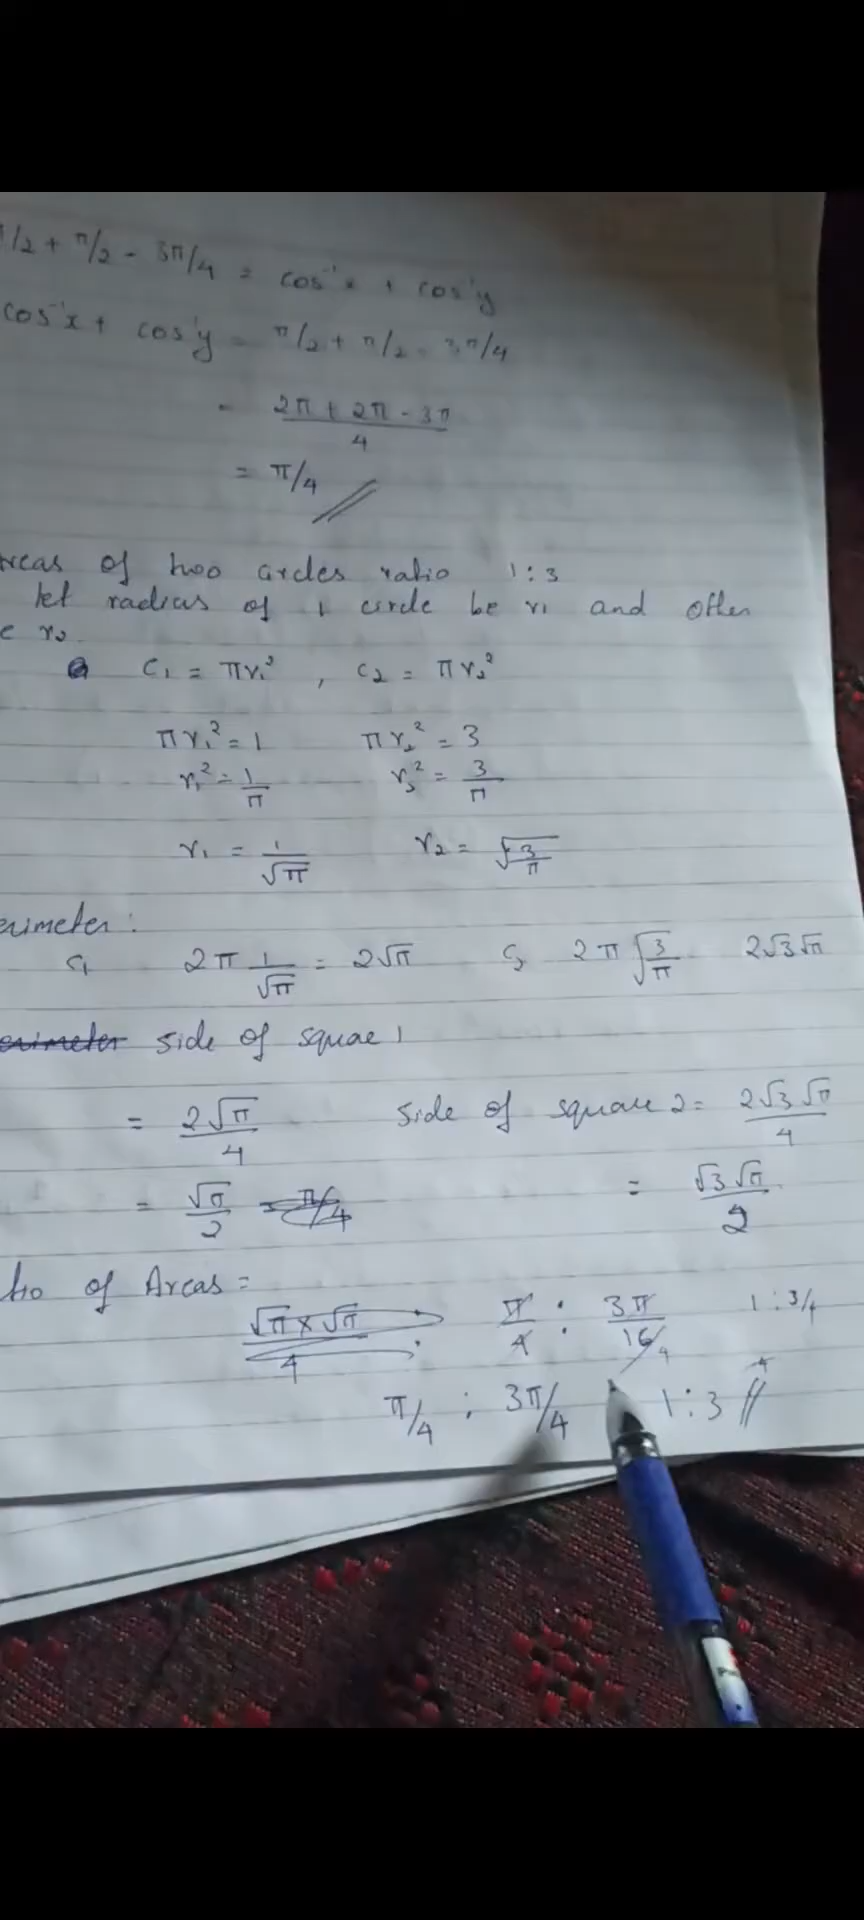 /2 + π/2 - 3π/4 = cos⁻¹x + cos⁻¹y
cos⁻¹x + cos⁻¹y = π/2 + π/2 - 3π/4
= 2π + 2π - 3π / 4
= π/4
reas of two circles ratio 1 : 3
let radius of 1 circle be r₁ and other
e r₂.
C₁ = πr₁² , C₂ = πr₂²
πr₁² = 1 πr₂² = 3
r₁² = 1/π r₂² = 3/π
r₁ = 1/√π r₂ = √3/π
erimeter :
C₁ 2π 1/√π = 2√π C₂ 2π √3/π 2√3√π
side of square 1
= 2√π/4 side of square 2 = 2√3√π/4
= √π/2 = π/4 = √3√π/2
tio of Areas =
√π × √π / 4 : π/4 : 3π/16/4 1 : 3/4
π/4 : 3π/4 1 : 3